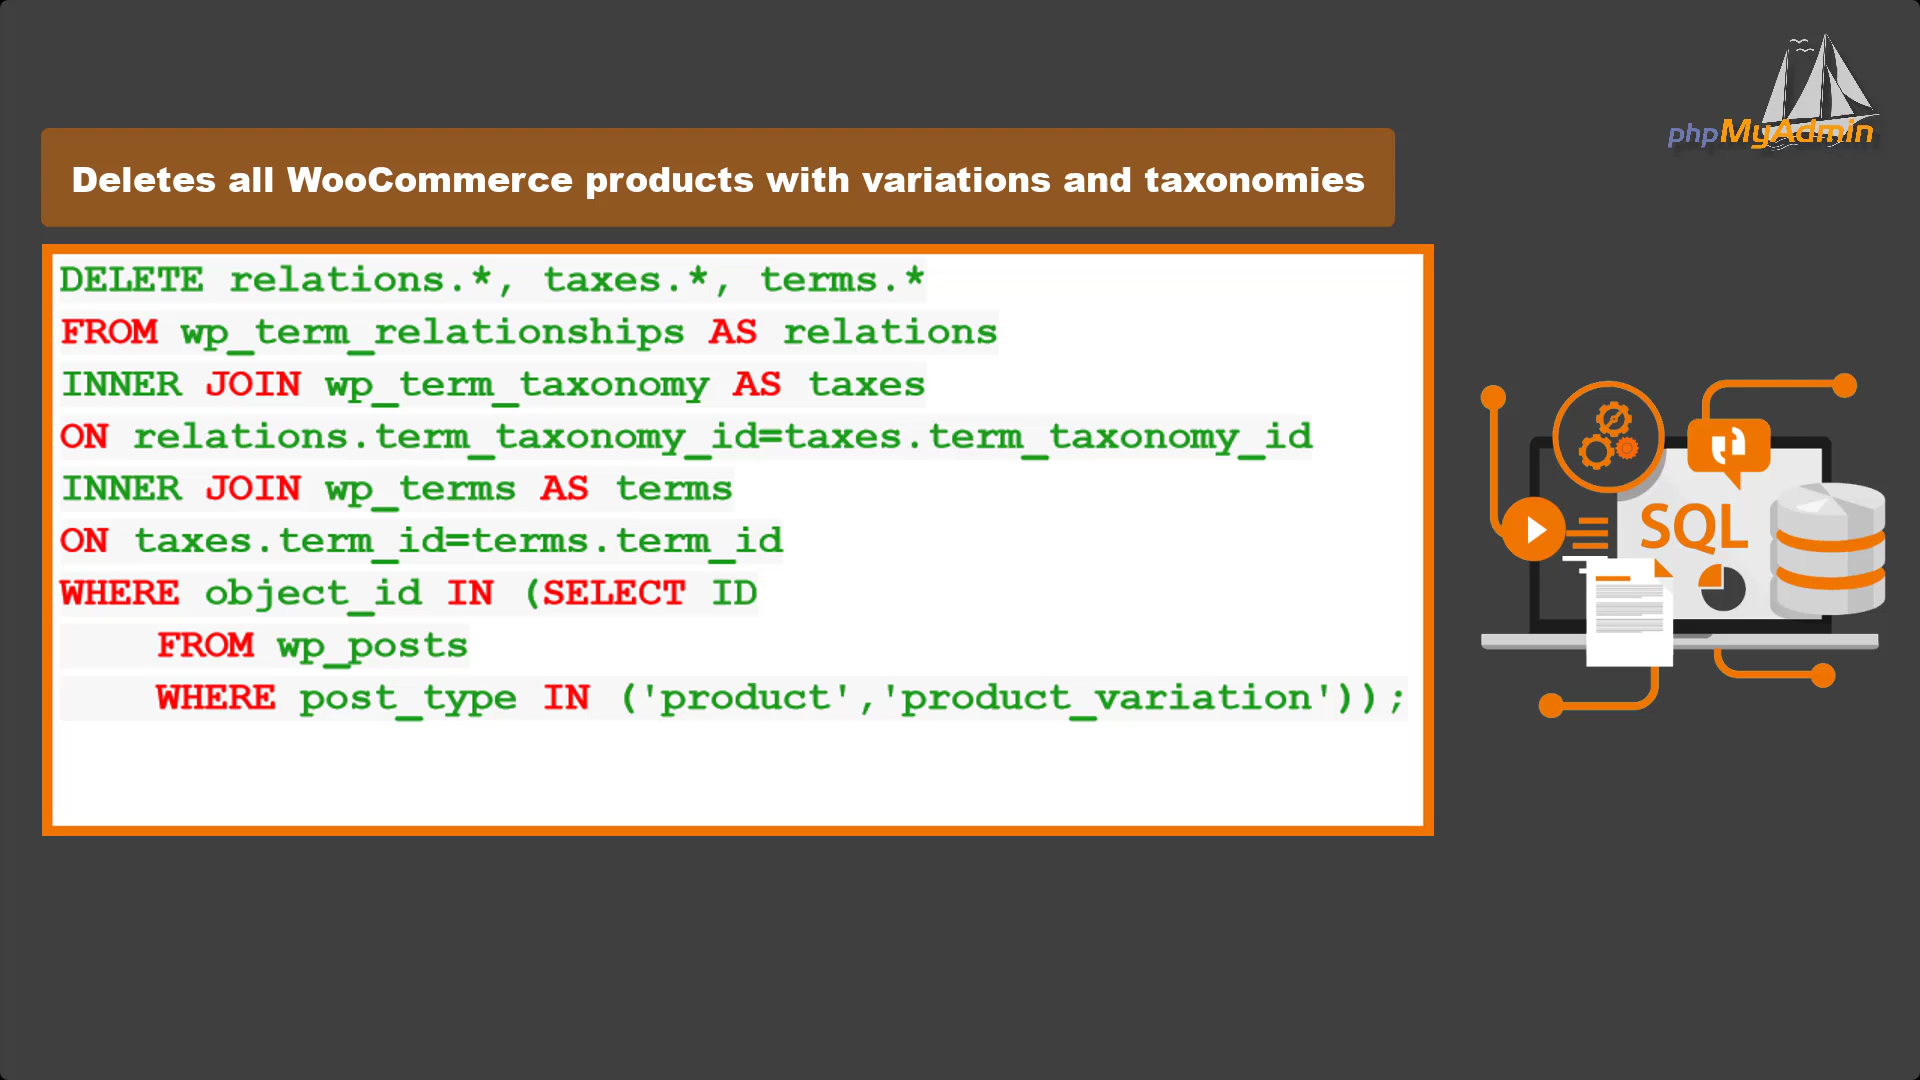 phpMyAdmin
Deletes all WooCommerce products with variations and taxonomies
DELETE relations.*, taxes.*, terms.*
FROM wp_term_relationships AS relations
INNER JOIN wp_term_taxonomy AS taxes
ON relations.term_taxonomy_id=taxes.term_taxonomy_id
INNER JOIN wp_terms AS terms
ON taxes.term_id=terms.term_id
WHERE object_id IN (SELECT ID
FROM wp_posts
WHERE post_type IN ('product','product_variation'));
SQL